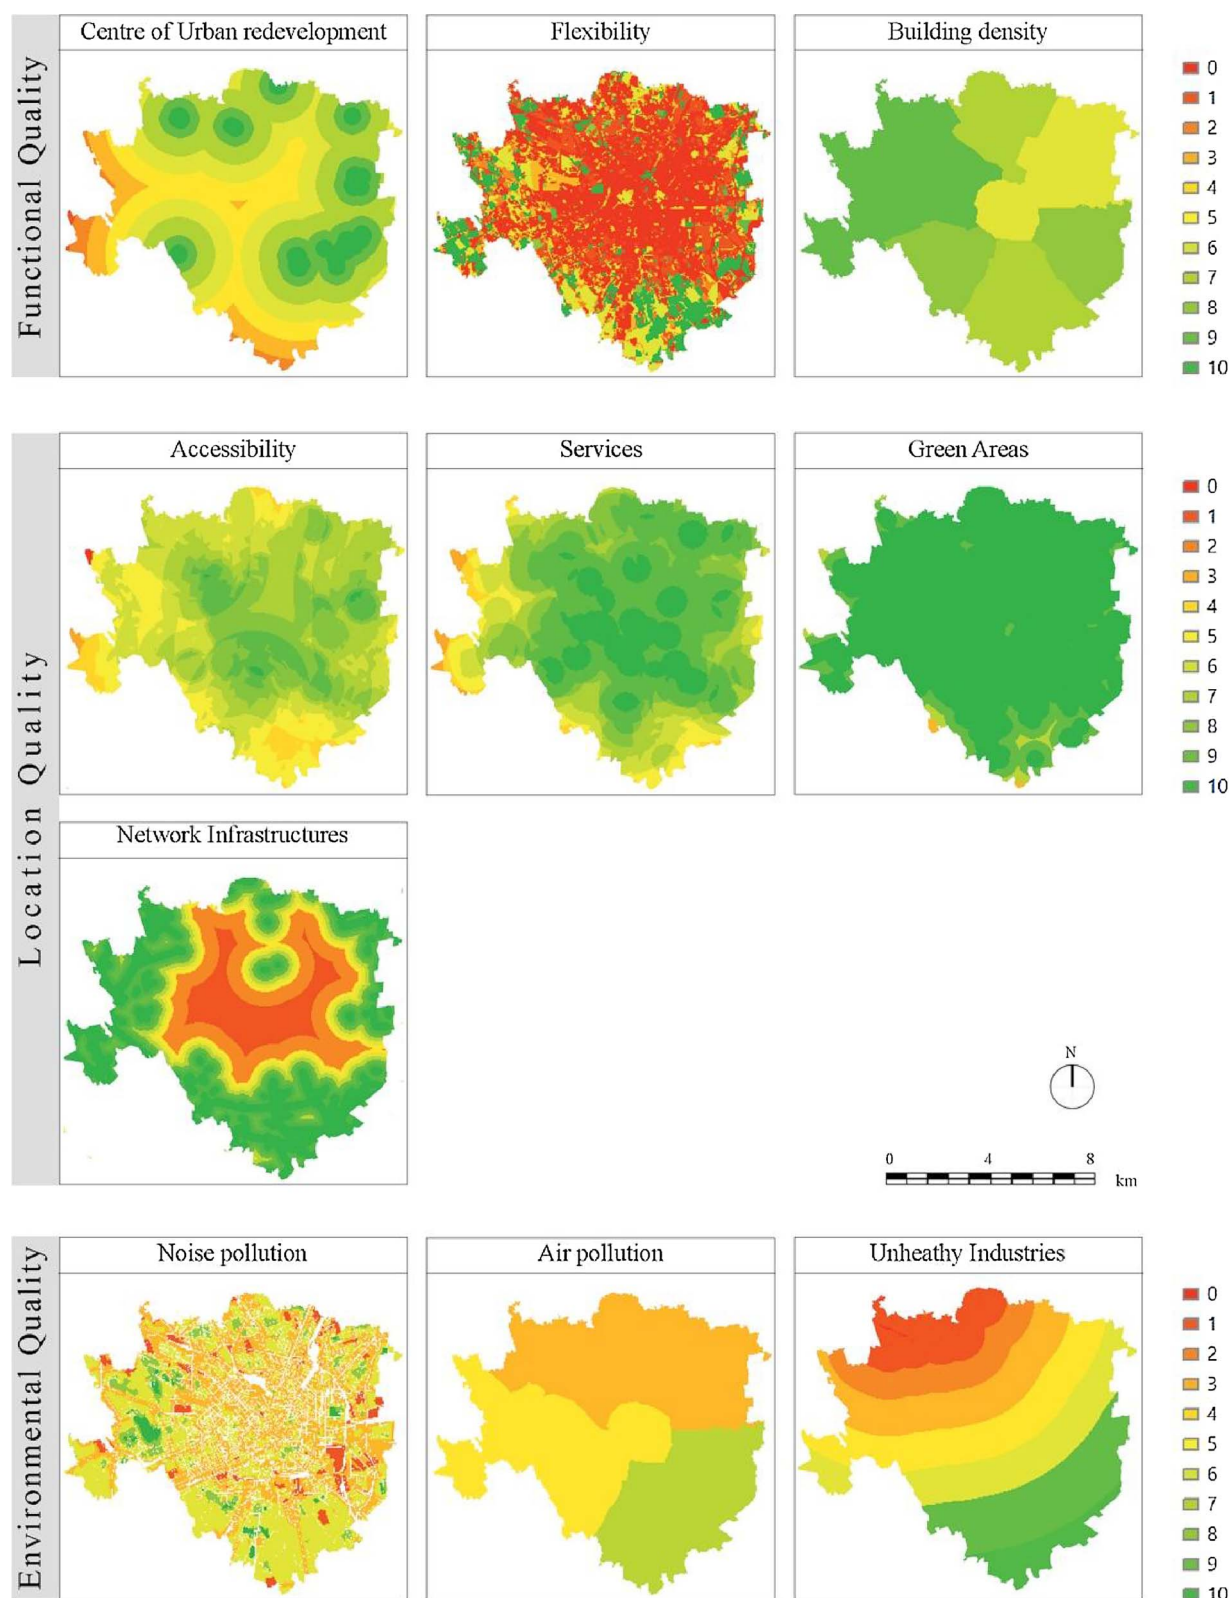 Functional Quality
Centre of Urban redevelopment
Flexibility
Building density
0
1
2
3
4
5
6
7
8
9
10
Location Quality
Accessibility
Services
Green Areas
0
1
2
3
4
5
6
7
8
9
10
Network Infrastructures
N
0 4 8
km
Environmental Quality
Noise pollution
Air pollution
Unheathy Industries
0
1
2
3
4
5
6
7
8
9
10